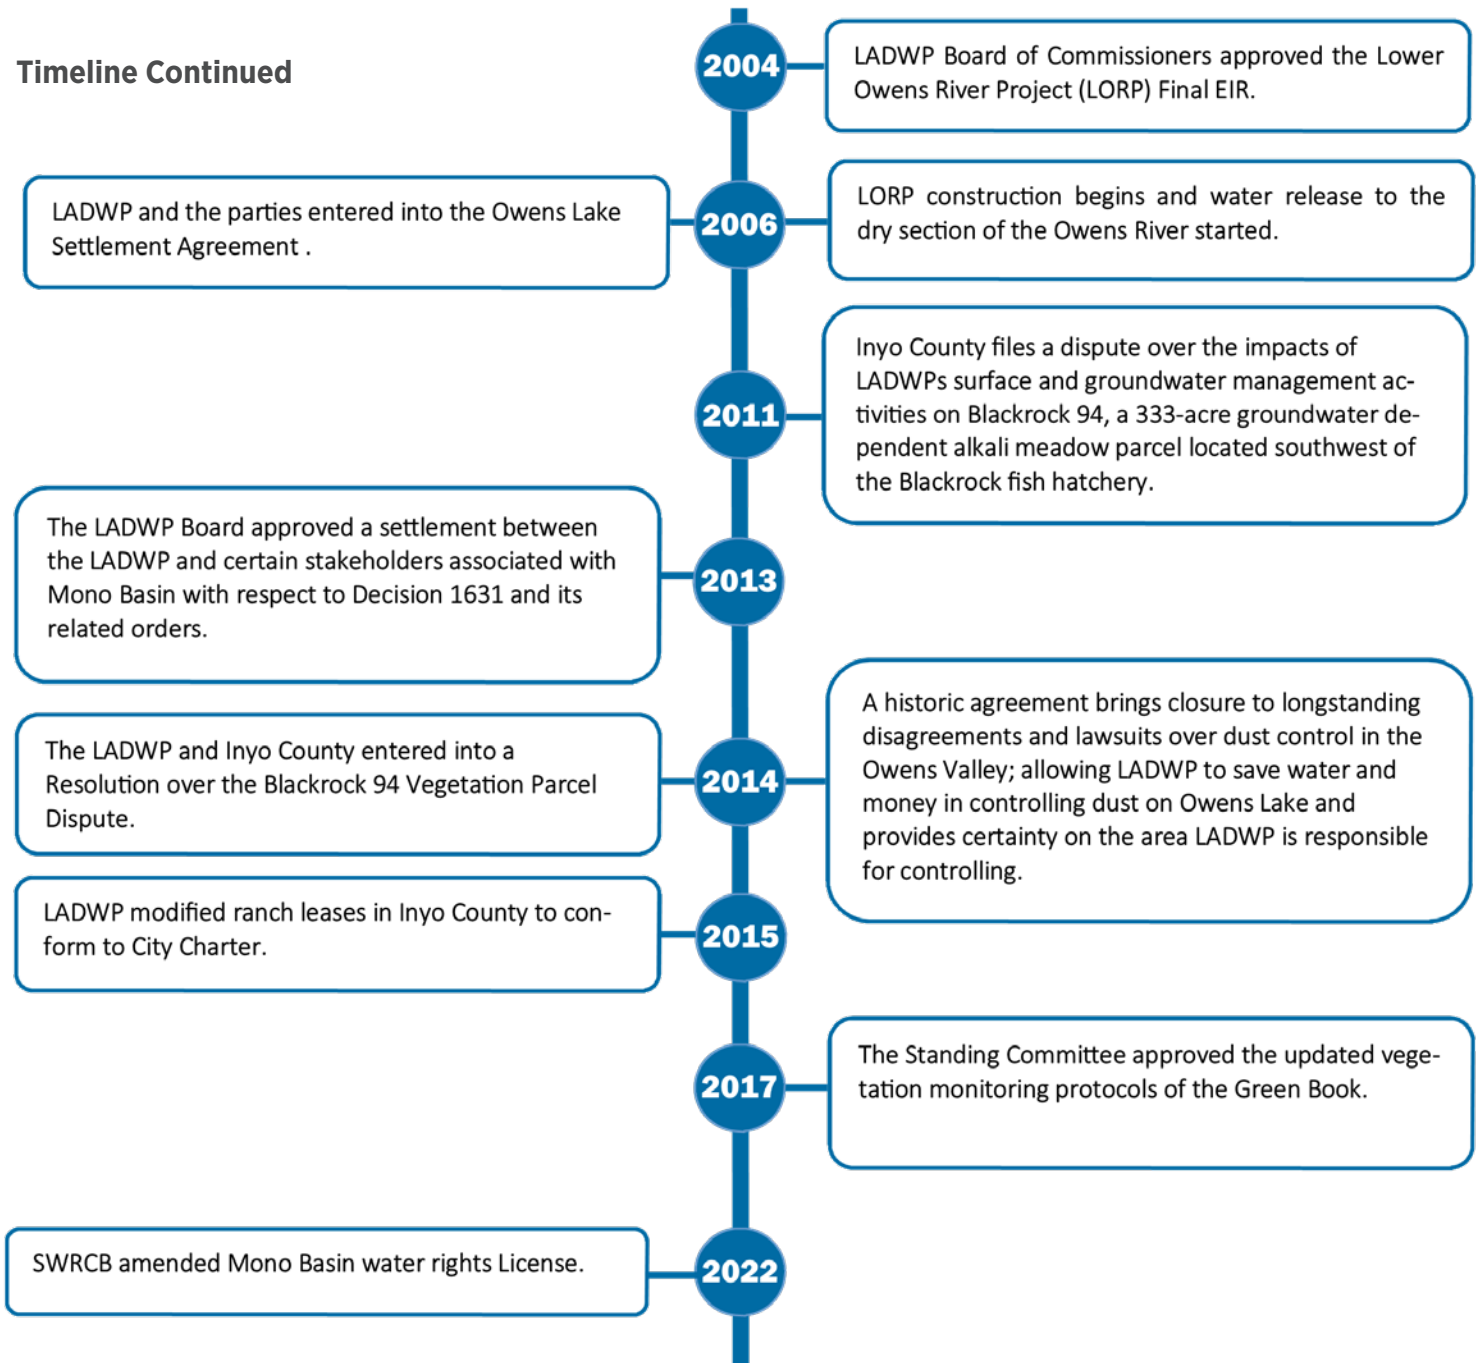 Timeline Continued
2004
LADWP Board of Commissioners approved the Lower
Owens River Project (LORP) Final EIR.
LADWP and the parties entered into the Owens Lake
Settlement Agreement .
2006
LORP construction begins and water release to the
dry section of the Owens River started.
2011
Inyo County files a dispute over the impacts of
LADWPs surface and groundwater management ac-
tivities on Blackrock 94, a 333-acre groundwater de-
pendent alkali meadow parcel located southwest of
the Blackrock fish hatchery.
The LADWP Board approved a settlement between
the LADWP and certain stakeholders associated with
Mono Basin with respect to Decision 1631 and its
related orders.
2013
The LADWP and Inyo County entered into a
Resolution over the Blackrock 94 Vegetation Parcel
Dispute.
2014
A historic agreement brings closure to longstanding
disagreements and lawsuits over dust control in the
Owens Valley; allowing LADWP to save water and
money in controlling dust on Owens Lake and
provides certainty on the area LADWP is responsible
for controlling.
LADWP modified ranch leases in Inyo County to con-
form to City Charter.
2015
2017
The Standing Committee approved the updated vege-
tation monitoring protocols of the Green Book.
SWRCB amended Mono Basin water rights License.
2022